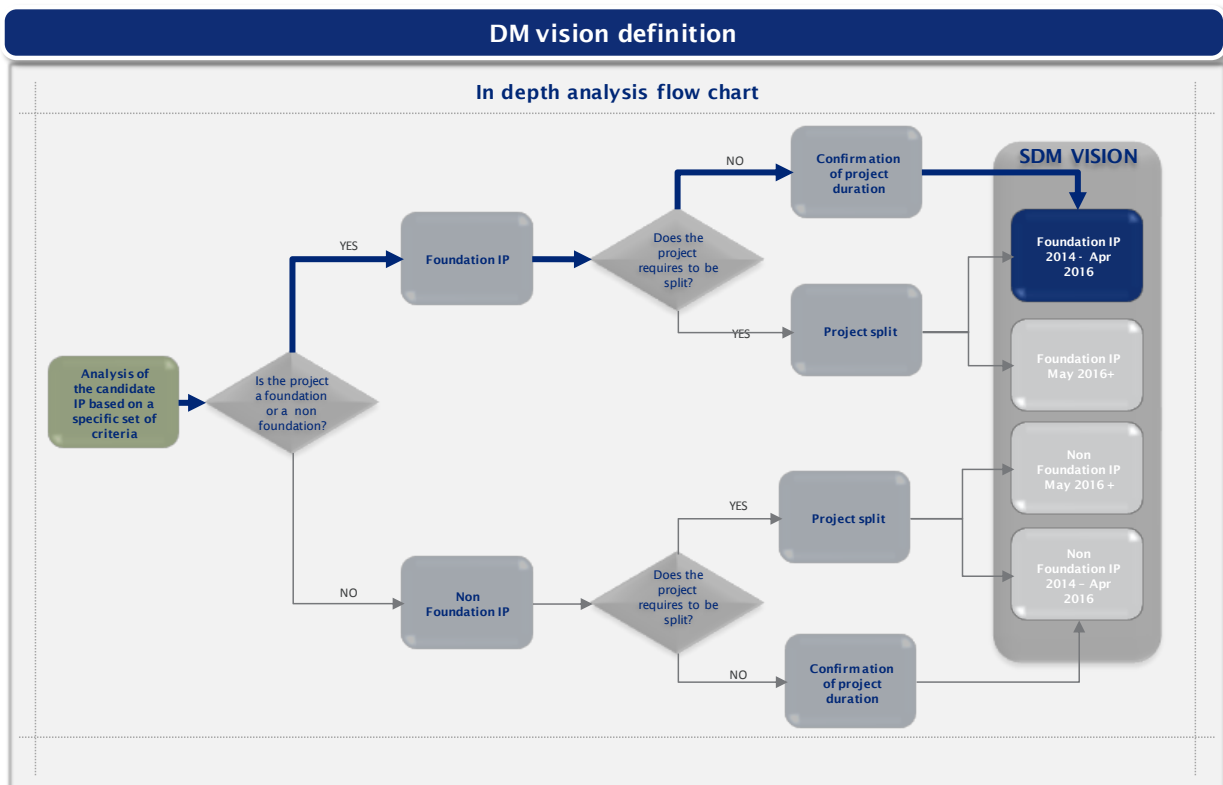 DM vision definition
In depth analysis flow chart
Analysis of
the candidate
IP based on a
specific set of
criteria
Is the project
a foundation
or a non
foundation?
YES
Foundation IP
Does the
project
requires to be
split?
NO
Confirmation
of project
duration
YES
Project split
NO
Non
Foundation IP
Does the
project
requires to be
split?
YES
Project split
NO
Confirmation
of project
duration
SDM VISION
Foundation IP
2014 - Apr
2016
Foundation IP
May 2016+
Non
Foundation IP
May 2016 +
Non
Foundation IP
2014 – Apr
2016